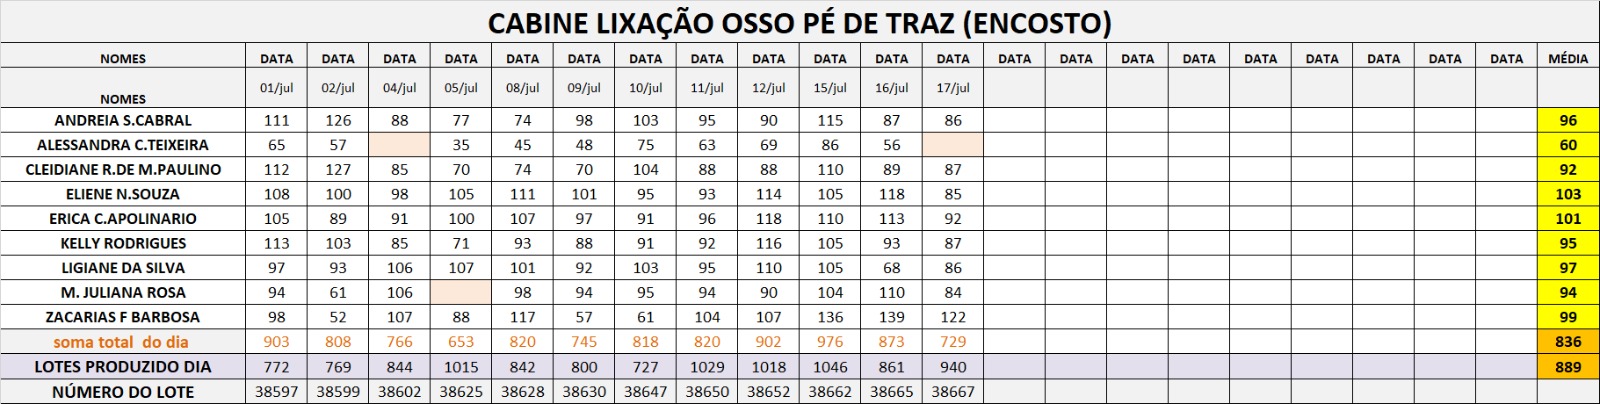 CABINE LIXAÇÃO OSSO PÉ DE TRAZ (ENCOSTO)
NOMES DATA DATA DATA DATA DATA DATA DATA DATA DATA DATA DATA DATA DATA DATA DATA DATA DATA DATA DATA DATA DATA MÉDIA
NOMES 01/jul 02/jul 04/jul 05/jul 08/jul 09/jul 10/jul 11/jul 12/jul 15/jul 16/jul 17/jul
ANDREIA S.CABRAL 111 126 88 77 74 98 103 95 90 115 87 86 96
ALESSANDRA C.TEIXEIRA 65 57 35 45 48 75 63 69 86 56 60
CLEIDIANE R.DE M.PAULINO 112 127 85 70 74 70 104 88 88 110 89 87 92
ELIENE N.SOUZA 108 100 98 105 111 101 95 93 114 105 118 85 103
ERICA C.APOLINARIO 105 89 91 100 107 97 91 96 118 110 113 92 101
KELLY RODRIGUES 113 103 85 71 93 88 91 92 116 105 93 87 95
LIGIANE DA SILVA 97 93 106 107 101 92 103 95 110 105 68 86 97
M. JULIANA ROSA 94 61 106 98 94 95 94 90 104 110 84 94
ZACARIAS F BARBOSA 98 52 107 88 117 57 61 104 107 136 139 122 99
soma total do dia 903 808 766 653 820 745 818 820 902 976 873 729 836
LOTES PRODUZIDO DIA 772 769 844 1015 842 800 727 1029 1018 1046 861 940 889
NÚMERO DO LOTE 38597 38599 38602 38625 38628 38630 38647 38650 38652 38662 38665 38667